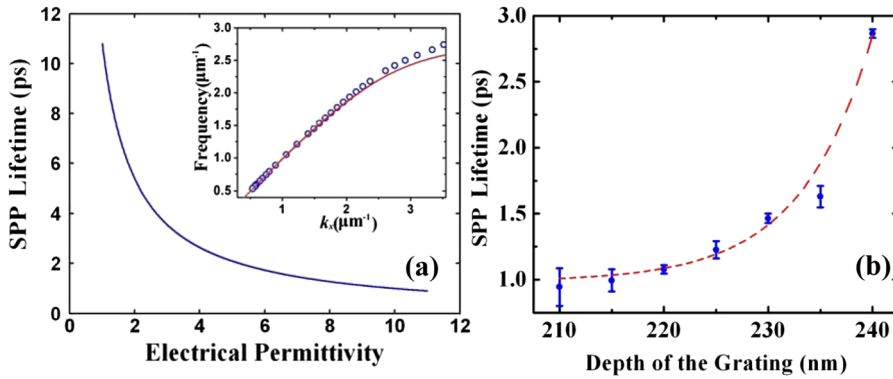 12
10
8
6
4
2
0
0 2 4 6 8 10 12
SPP Lifetime (ps)
Electrical Permittivity
(a)
3.0
2.5
2.0
1.5
1.0
0.5
1 2 3
Frequency(μm⁻¹)
kₓ(μm⁻¹)
3.0
2.5
2.0
1.5
1.0
210 220 230 240
SPP Lifetime (ps)
Depth of the Grating (nm)
(b)